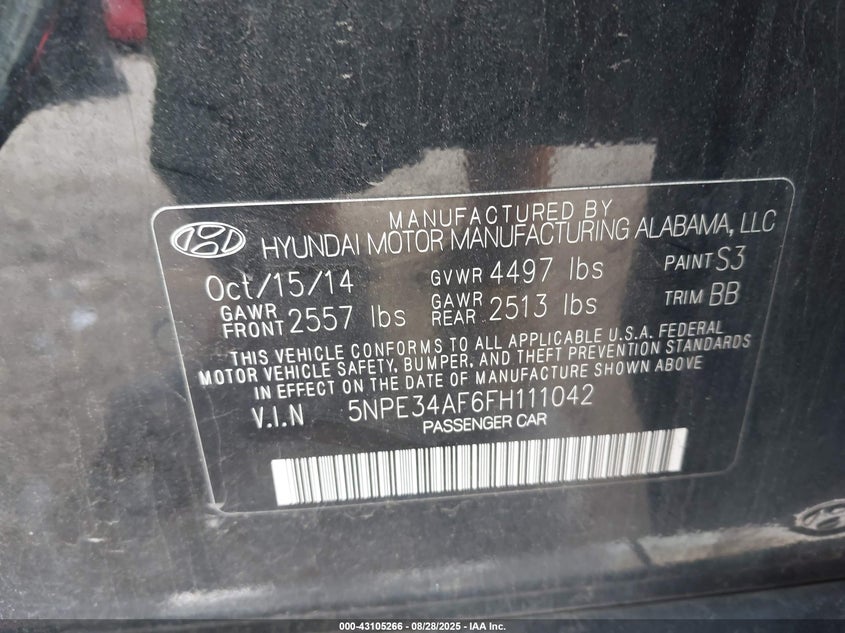 MANUFACTURED BY
HYUNDAI MOTOR MANUFACTURING ALABAMA, LLC
Oct/15/14 GVWR 4497 lbs PAINT S3
GAWR FRONT 2557 lbs GAWR REAR 2513 lbs TRIM BB
THIS VEHICLE CONFORMS TO ALL APPLICABLE U.S.A. FEDERAL
MOTOR VEHICLE SAFETY, BUMPER, AND THEFT PREVENTION STANDARDS
IN EFFECT ON THE DATE OF MANUFACTURE SHOWN ABOVE
V.I.N 5NPE34AF6FH111042
PASSENGER CAR
000-43105266 - 08/28/2025 - IAA Inc.